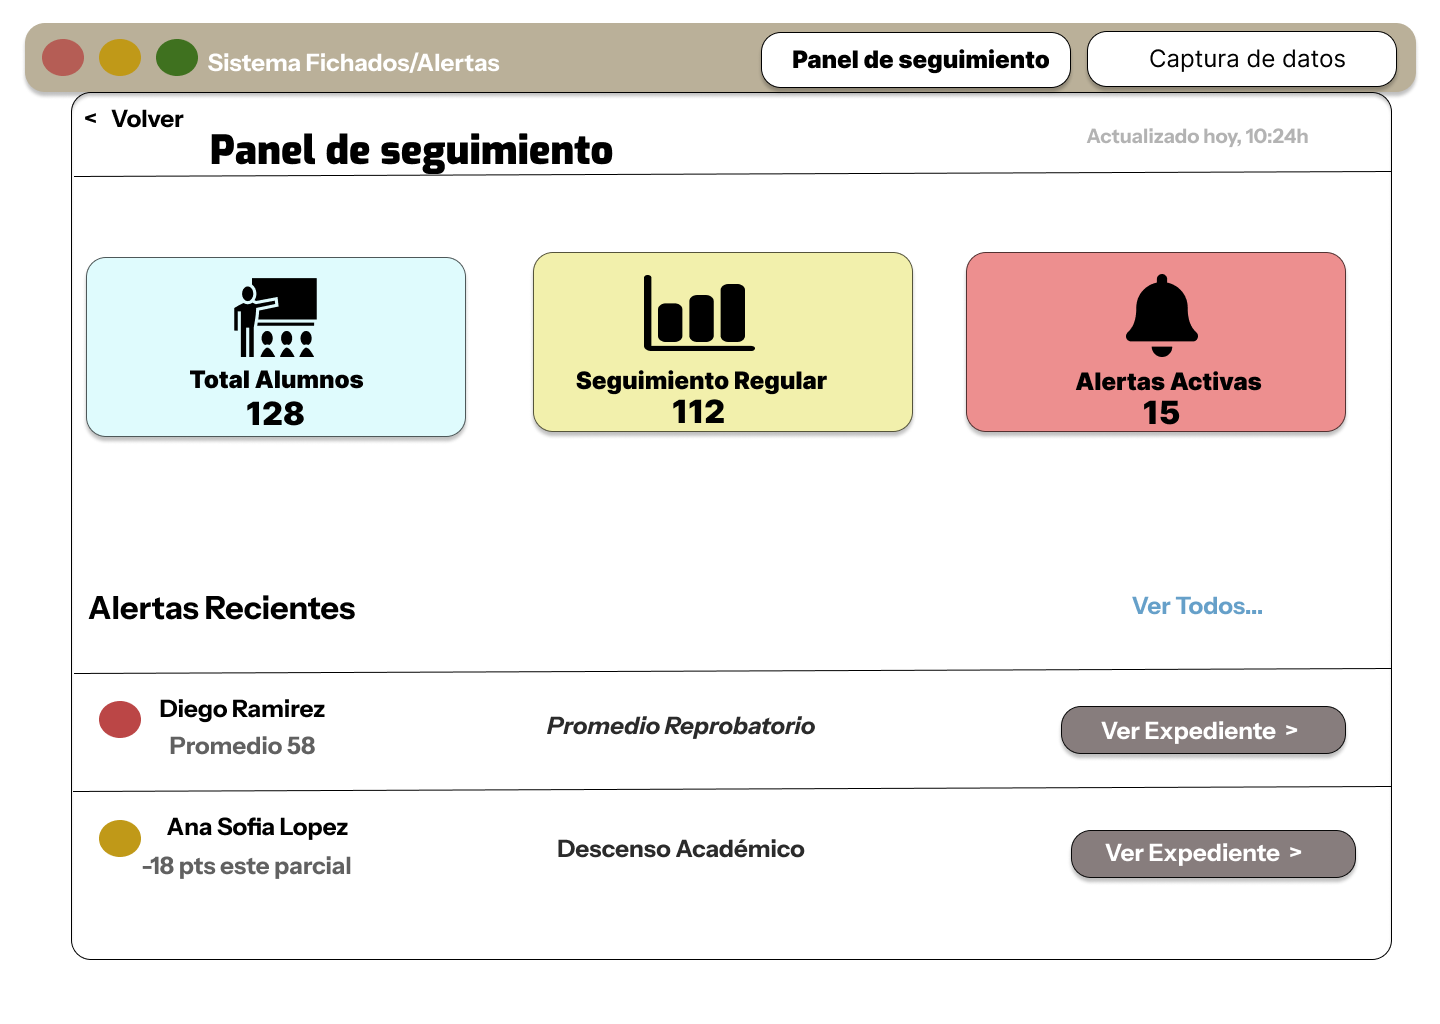 Sistema Fichados/Alertas
Panel de seguimiento
Captura de datos
< Volver
Panel de seguimiento
Actualizado hoy, 10:24h
Total Alumnos
128
Seguimiento Regular
112
Alertas Activas
15
Alertas Recientes
Ver Todos...
Diego Ramirez
Promedio 58
Promedio Reprobatorio
Ver Expediente >
Ana Sofia Lopez
-18 pts este parcial
Descenso Académico
Ver Expediente >